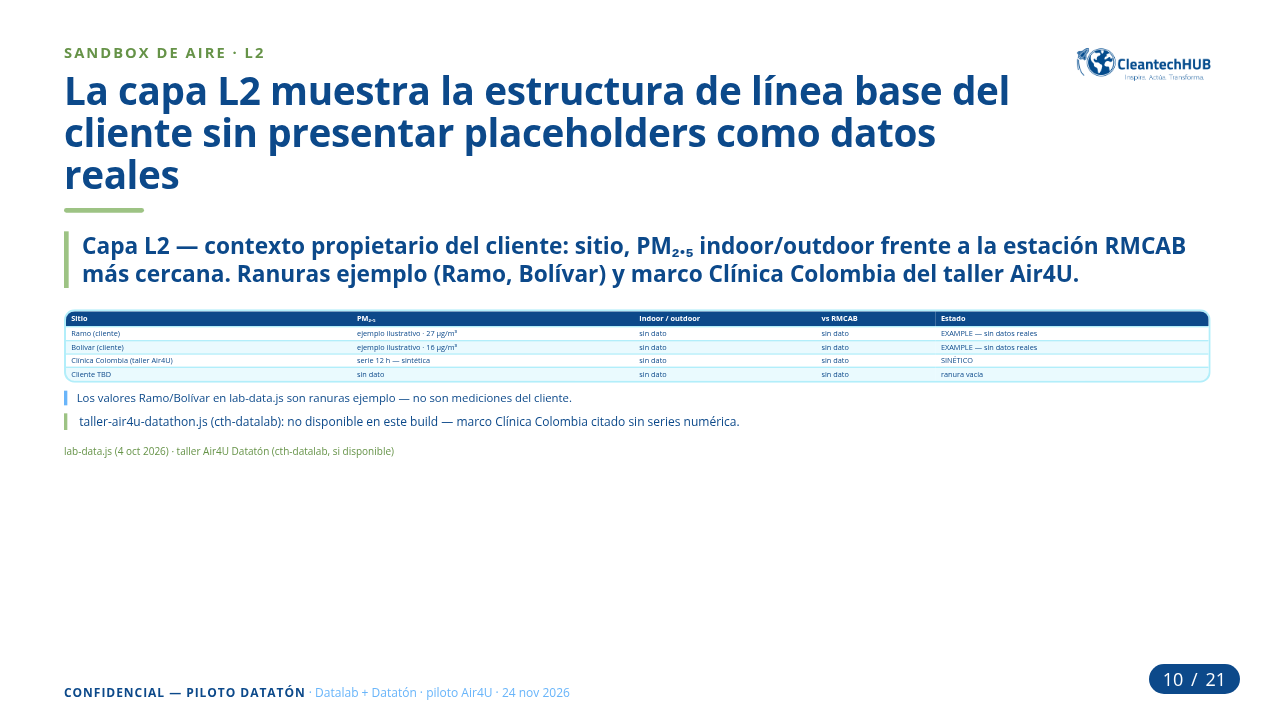 SANDBOX DE AIRE · L2
CleantechHUB
Inspira. Actúa. Transforma.
La capa L2 muestra la estructura de línea base del
cliente sin presentar placeholders como datos
reales
Capa L2 — contexto propietario del cliente: sitio, PM₂.₅ indoor/outdoor frente a la estación RMCAB
más cercana. Ranuras ejemplo (Ramo, Bolívar) y marco Clínica Colombia del taller Air4U.
Sitio PM₂.₅ Indoor / outdoor vs RMCAB Estado
Ramo (cliente) ejemplo ilustrativo · 27 µg/m³ sin dato sin dato EXAMPLE — sin datos reales
Bolívar (cliente) ejemplo ilustrativo · 16 µg/m³ sin dato sin dato EXAMPLE — sin datos reales
Clínica Colombia (taller Air4U) serie 12 h — sintética sin dato sin dato SINÉTICO
Cliente TBD sin dato sin dato sin dato ranura vacía
Los valores Ramo/Bolívar en lab-data.js son ranuras ejemplo — no son mediciones del cliente.
taller-air4u-datathon.js (cth-datalab): no disponible en este build — marco Clínica Colombia citado sin series numérica.
lab-data.js (4 oct 2026) · taller Air4U Datatón (cth-datalab, si disponible)
CONFIDENCIAL — PILOTO DATATÓN · Datalab + Datatón · piloto Air4U · 24 nov 2026
10 / 21